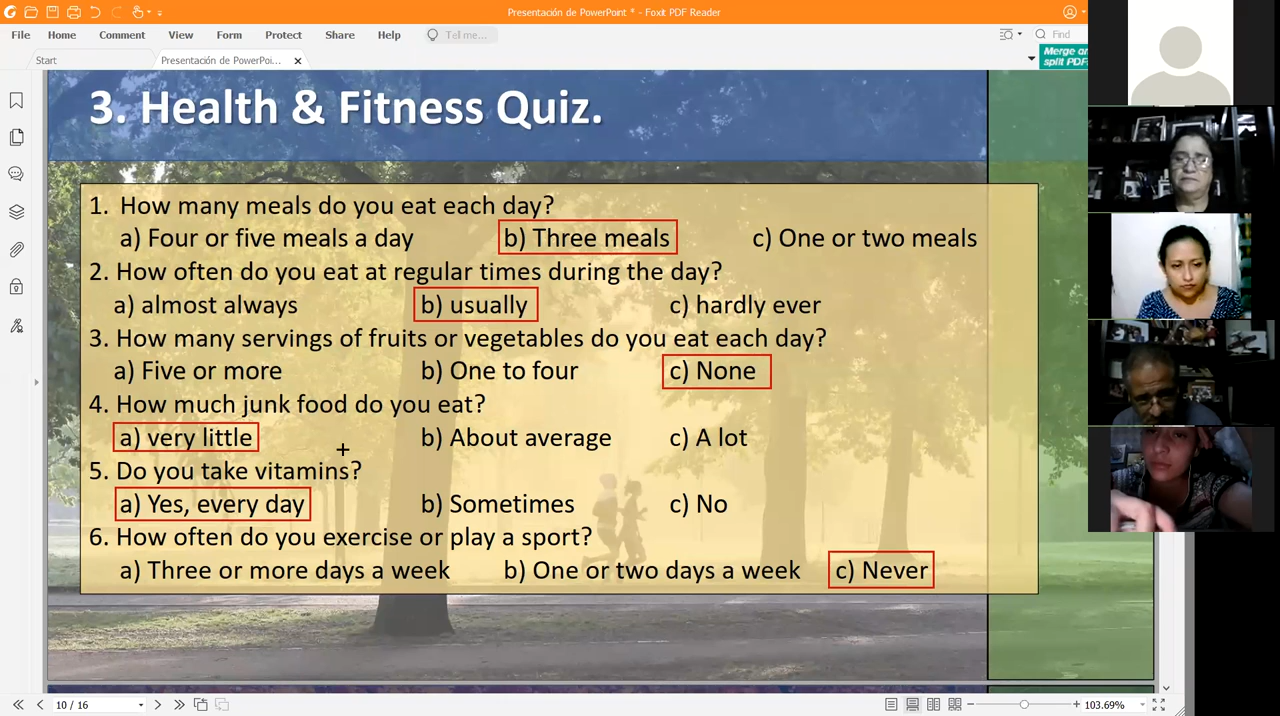 Presentación de PowerPoint * - Foxit PDF Reader
File Home Comment View Form Protect Share Help Tell me... Find
Start Presentación de PowerPoi...
Merge an
split PDF
3. Health & Fitness Quiz.
1. How many meals do you eat each day?
a) Four or five meals a day b) Three meals c) One or two meals
2. How often do you eat at regular times during the day?
a) almost always b) usually c) hardly ever
3. How many servings of fruits or vegetables do you eat each day?
a) Five or more b) One to four c) None
4. How much junk food do you eat?
a) very little b) About average c) A lot
5. Do you take vitamins?
a) Yes, every day b) Sometimes c) No
6. How often do you exercise or play a sport?
a) Three or more days a week b) One or two days a week c) Never
10 / 16 103.69%